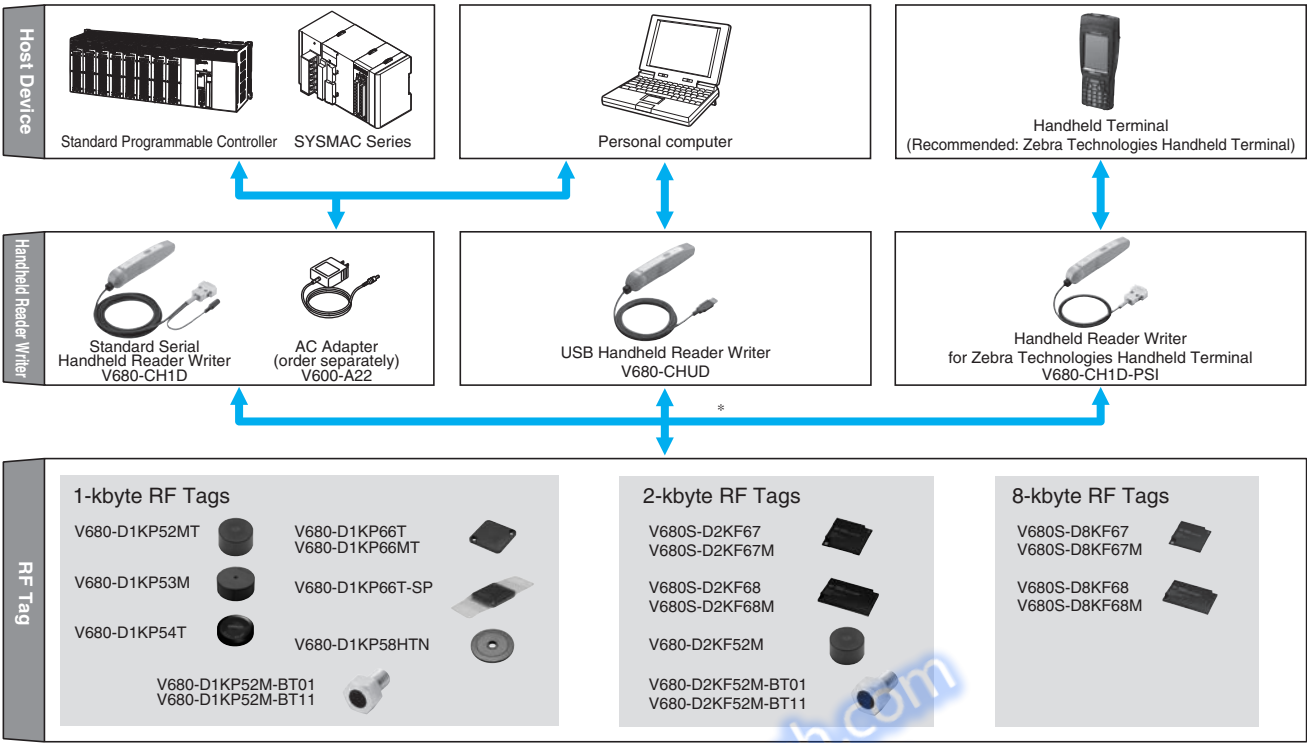 Host Device
Standard Programmable Controller
SYSMAC Series
Personal computer
Handheld Terminal
(Recommended: Zebra Technologies Handheld Terminal)
Handheld Reader Writer
Standard Serial
Handheld Reader Writer
V680-CH1D
AC Adapter
(order separately)
V600-A22
USB Handheld Reader Writer
V680-CHUD
Handheld Reader Writer
for Zebra Technologies Handheld Terminal
V680-CH1D-PSI
*
RF Tag
1-kbyte RF Tags
V680-D1KP52MT
V680-D1KP53M
V680-D1KP54T
V680-D1KP66T
V680-D1KP66MT
V680-D1KP66T-SP
V680-D1KP58HTN
V680-D1KP52M-BT01
V680-D1KP52M-BT11
2-kbyte RF Tags
V680S-D2KF67
V680S-D2KF67M
V680S-D2KF68
V680S-D2KF68M
V680-D2KF52M
V680-D2KF52M-BT01
V680-D2KF52M-BT11
8-kbyte RF Tags
V680S-D8KF67
V680S-D8KF67M
V680S-D8KF68
V680S-D8KF68M